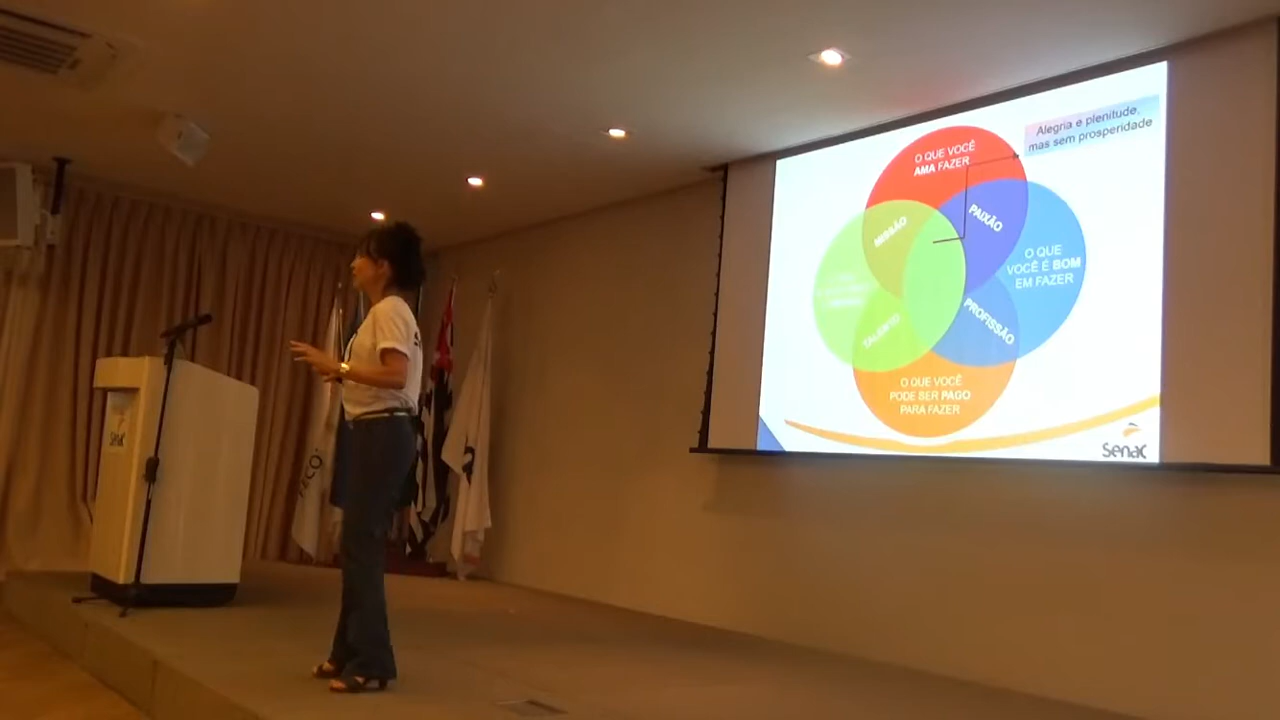 Alegria e plenitude,
mas sem prosperidade
O QUE VOCÊ
AMA FAZER
MISSÃO
PAIXÃO
O QUE
VOCÊ É BOM
EM FAZER
TALENTO
PROFISSÃO
O QUE VOCÊ
PODE SER PAGO
PARA FAZER
Senac
Senac